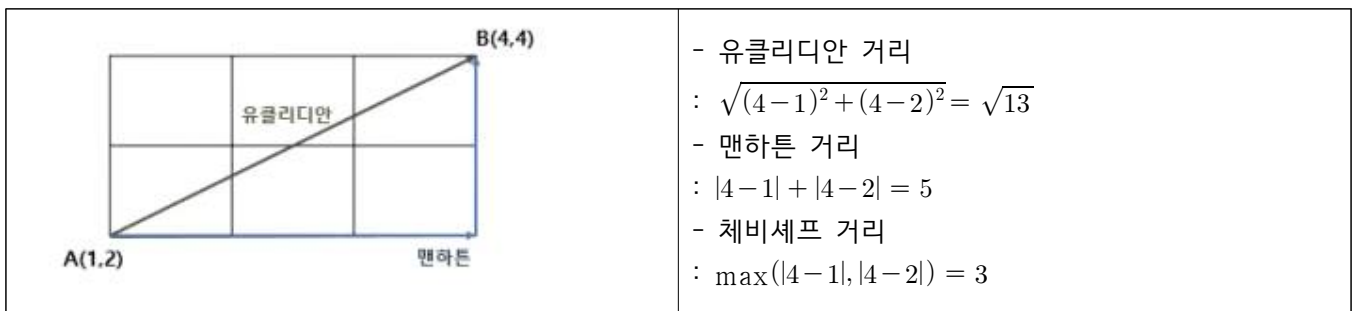 B(4,4)
유클리디안
A(1,2)
맨하튼
- 유클리디안 거리
: √(4-1)²+(4-2)² = √13
- 맨하튼 거리
: |4-1| + |4-2| = 5
- 체비셰프 거리
: max(|4-1|,|4-2|) = 3